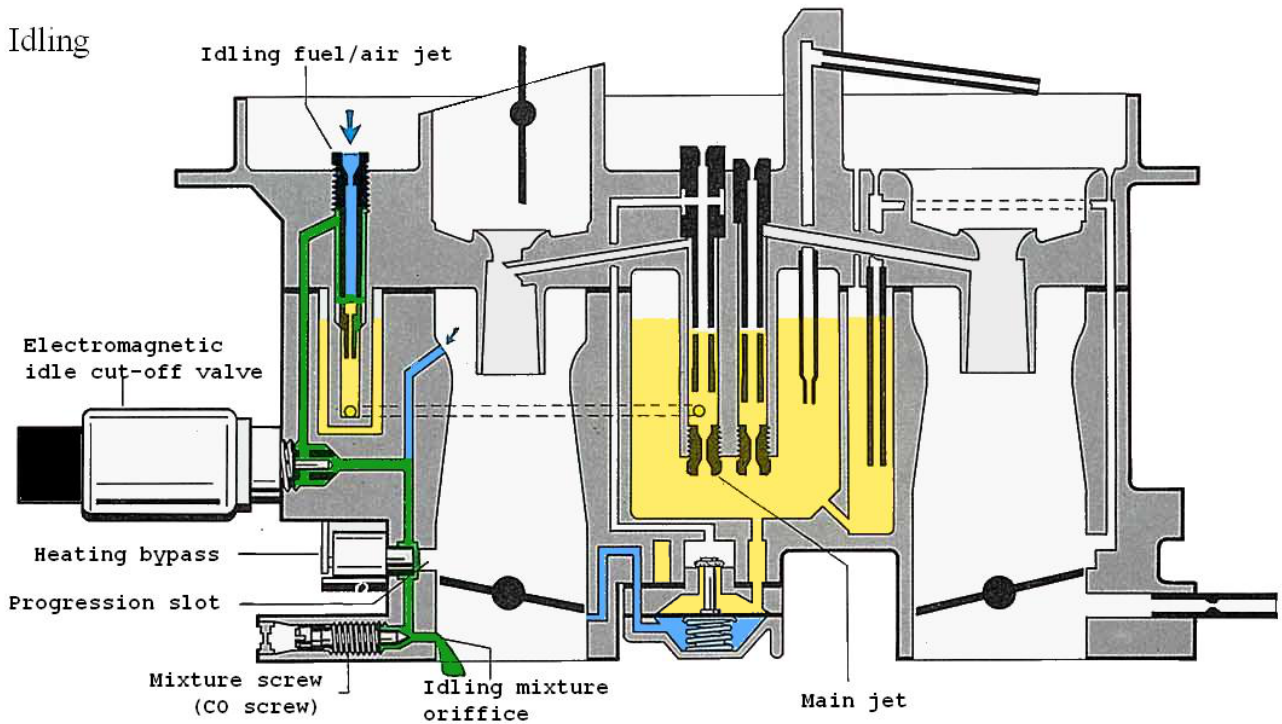 Idling
Idling fuel/air jet
Electromagnetic
idle cut-off valve
Heating bypass
Progression slot
Mixture screw
(CO screw)
Idling mixture
oriffice
Main jet